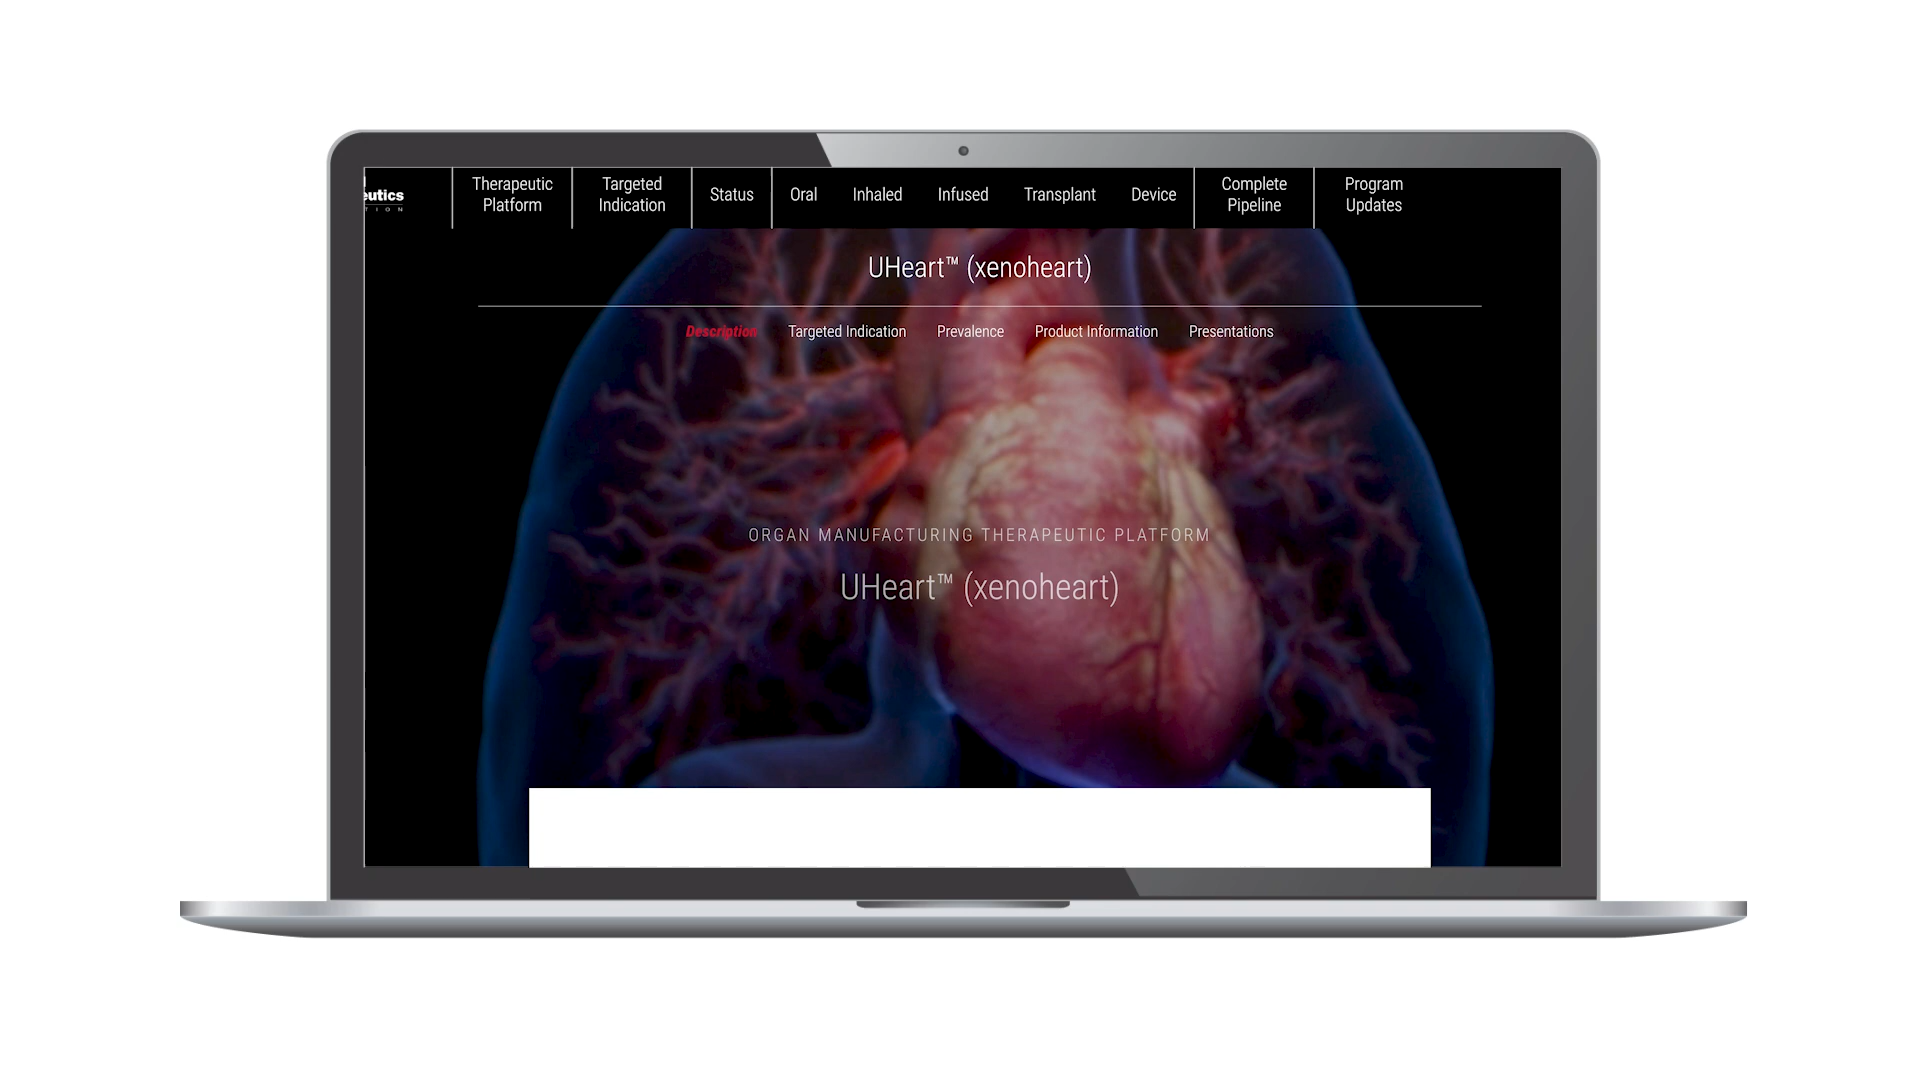 eutics
TION
Therapeutic
Platform
Targeted
Indication
Status
Oral
Inhaled
Infused
Transplant
Device
Complete
Pipeline
Program
Updates
UHeart™ (xenoheart)
Description
Targeted Indication
Prevalence
Product Information
Presentations
ORGAN MANUFACTURING THERAPEUTIC PLATFORM
UHeart™ (xenoheart)